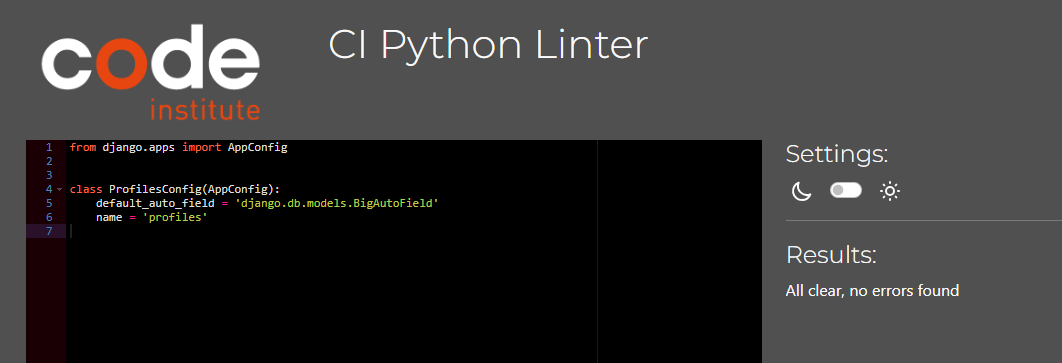 code
institute
CI Python Linter
1 from django.apps import AppConfig
2
3
4 class ProfilesConfig(AppConfig):
5     default_auto_field = 'django.db.models.BigAutoField'
6     name = 'profiles'
7
Settings:
Results:
All clear, no errors found